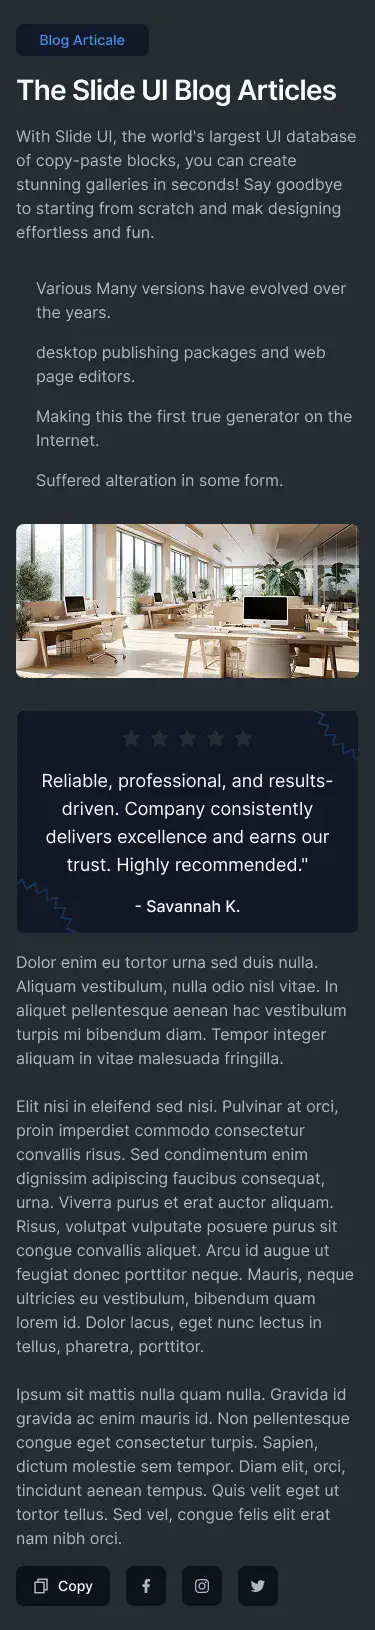 Blog Articale
The Slide UI Blog Articles
With Slide UI, the world's largest UI database
of copy-paste blocks, you can create
stunning galleries in seconds! Say goodbye
to starting from scratch and mak designing
effortless and fun.
Various Many versions have evolved over
the years.
desktop publishing packages and web
page editors.
Making this the first true generator on the
Internet.
Suffered alteration in some form.
Reliable, professional, and results-
driven. Company consistently
delivers excellence and earns our
trust. Highly recommended."
- Savannah K.
Dolor enim eu tortor urna sed duis nulla.
Aliquam vestibulum, nulla odio nisl vitae. In
aliquet pellentesque aenean hac vestibulum
turpis mi bibendum diam. Tempor integer
aliquam in vitae malesuada fringilla.
Elit nisi in eleifend sed nisi. Pulvinar at orci,
proin imperdiet commodo consectetur
convallis risus. Sed condimentum enim
dignissim adipiscing faucibus consequat,
urna. Viverra purus et erat auctor aliquam.
Risus, volutpat vulputate posuere purus sit
congue convallis aliquet. Arcu id augue ut
feugiat donec porttitor neque. Mauris, neque
ultricies eu vestibulum, bibendum quam
lorem id. Dolor lacus, eget nunc lectus in
tellus, pharetra, porttitor.
Ipsum sit mattis nulla quam nulla. Gravida id
gravida ac enim mauris id. Non pellentesque
congue eget consectetur turpis. Sapien,
dictum molestie sem tempor. Diam elit, orci,
tincidunt aenean tempus. Quis velit eget ut
tortor tellus. Sed vel, congue felis elit erat
nam nibh orci.
Copy